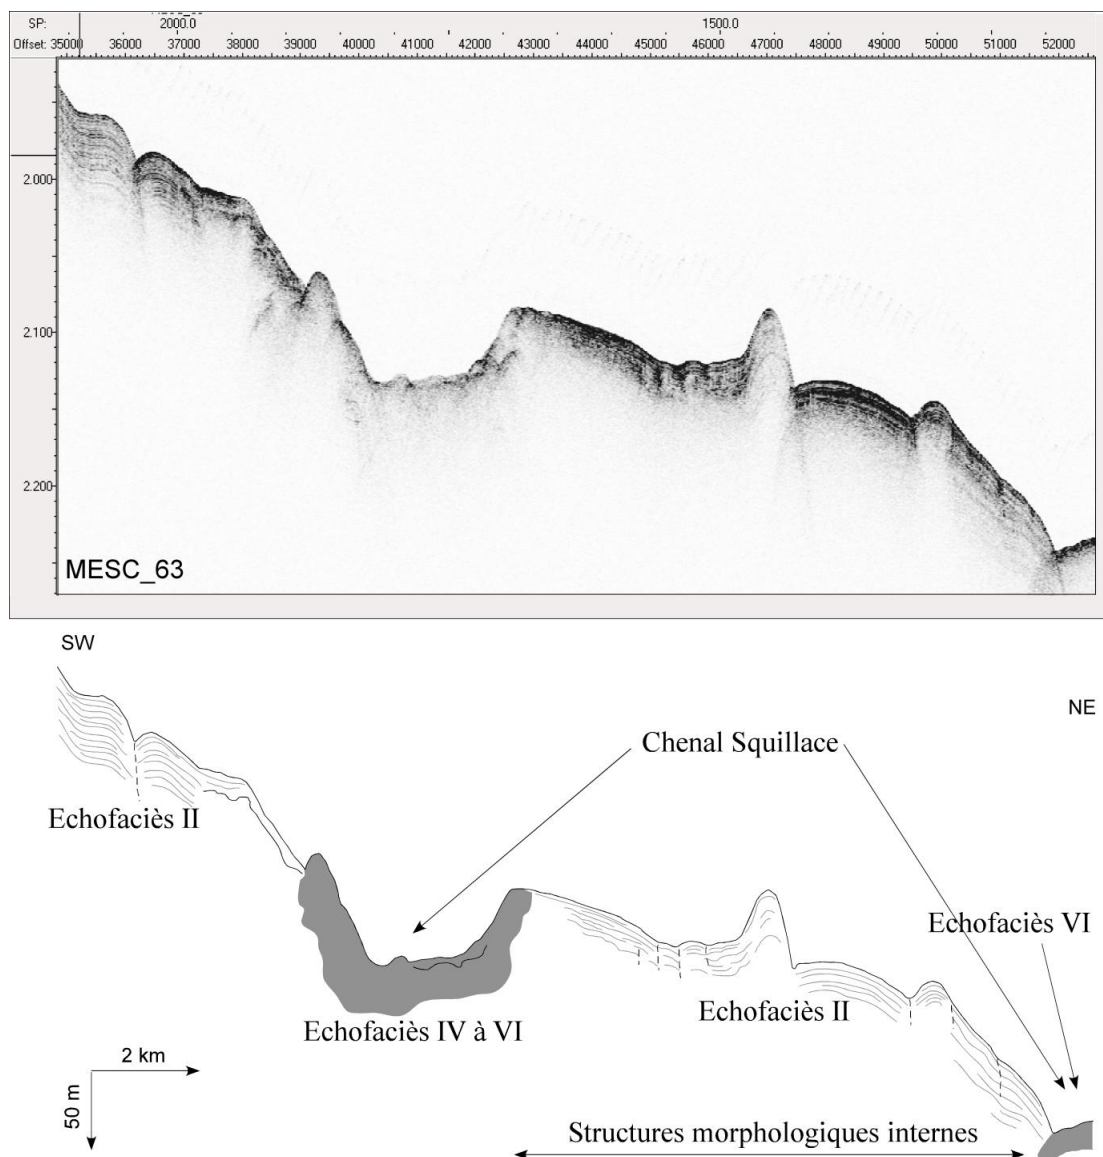 SP: 2000.0 1500.0
Offset: 35000 36000 37000 38000 39000 40000 41000 42000 43000 44000 45000 46000 47000 48000 49000 50000 51000 52000
2.000
2.100
2.200
MESC_63
SW
NE
Chenal Squillace
Echofaciès II
Echofaciès VI
Echofaciès II
Echofaciès IV à VI
2 km
50 m
Structures morphologiques internes